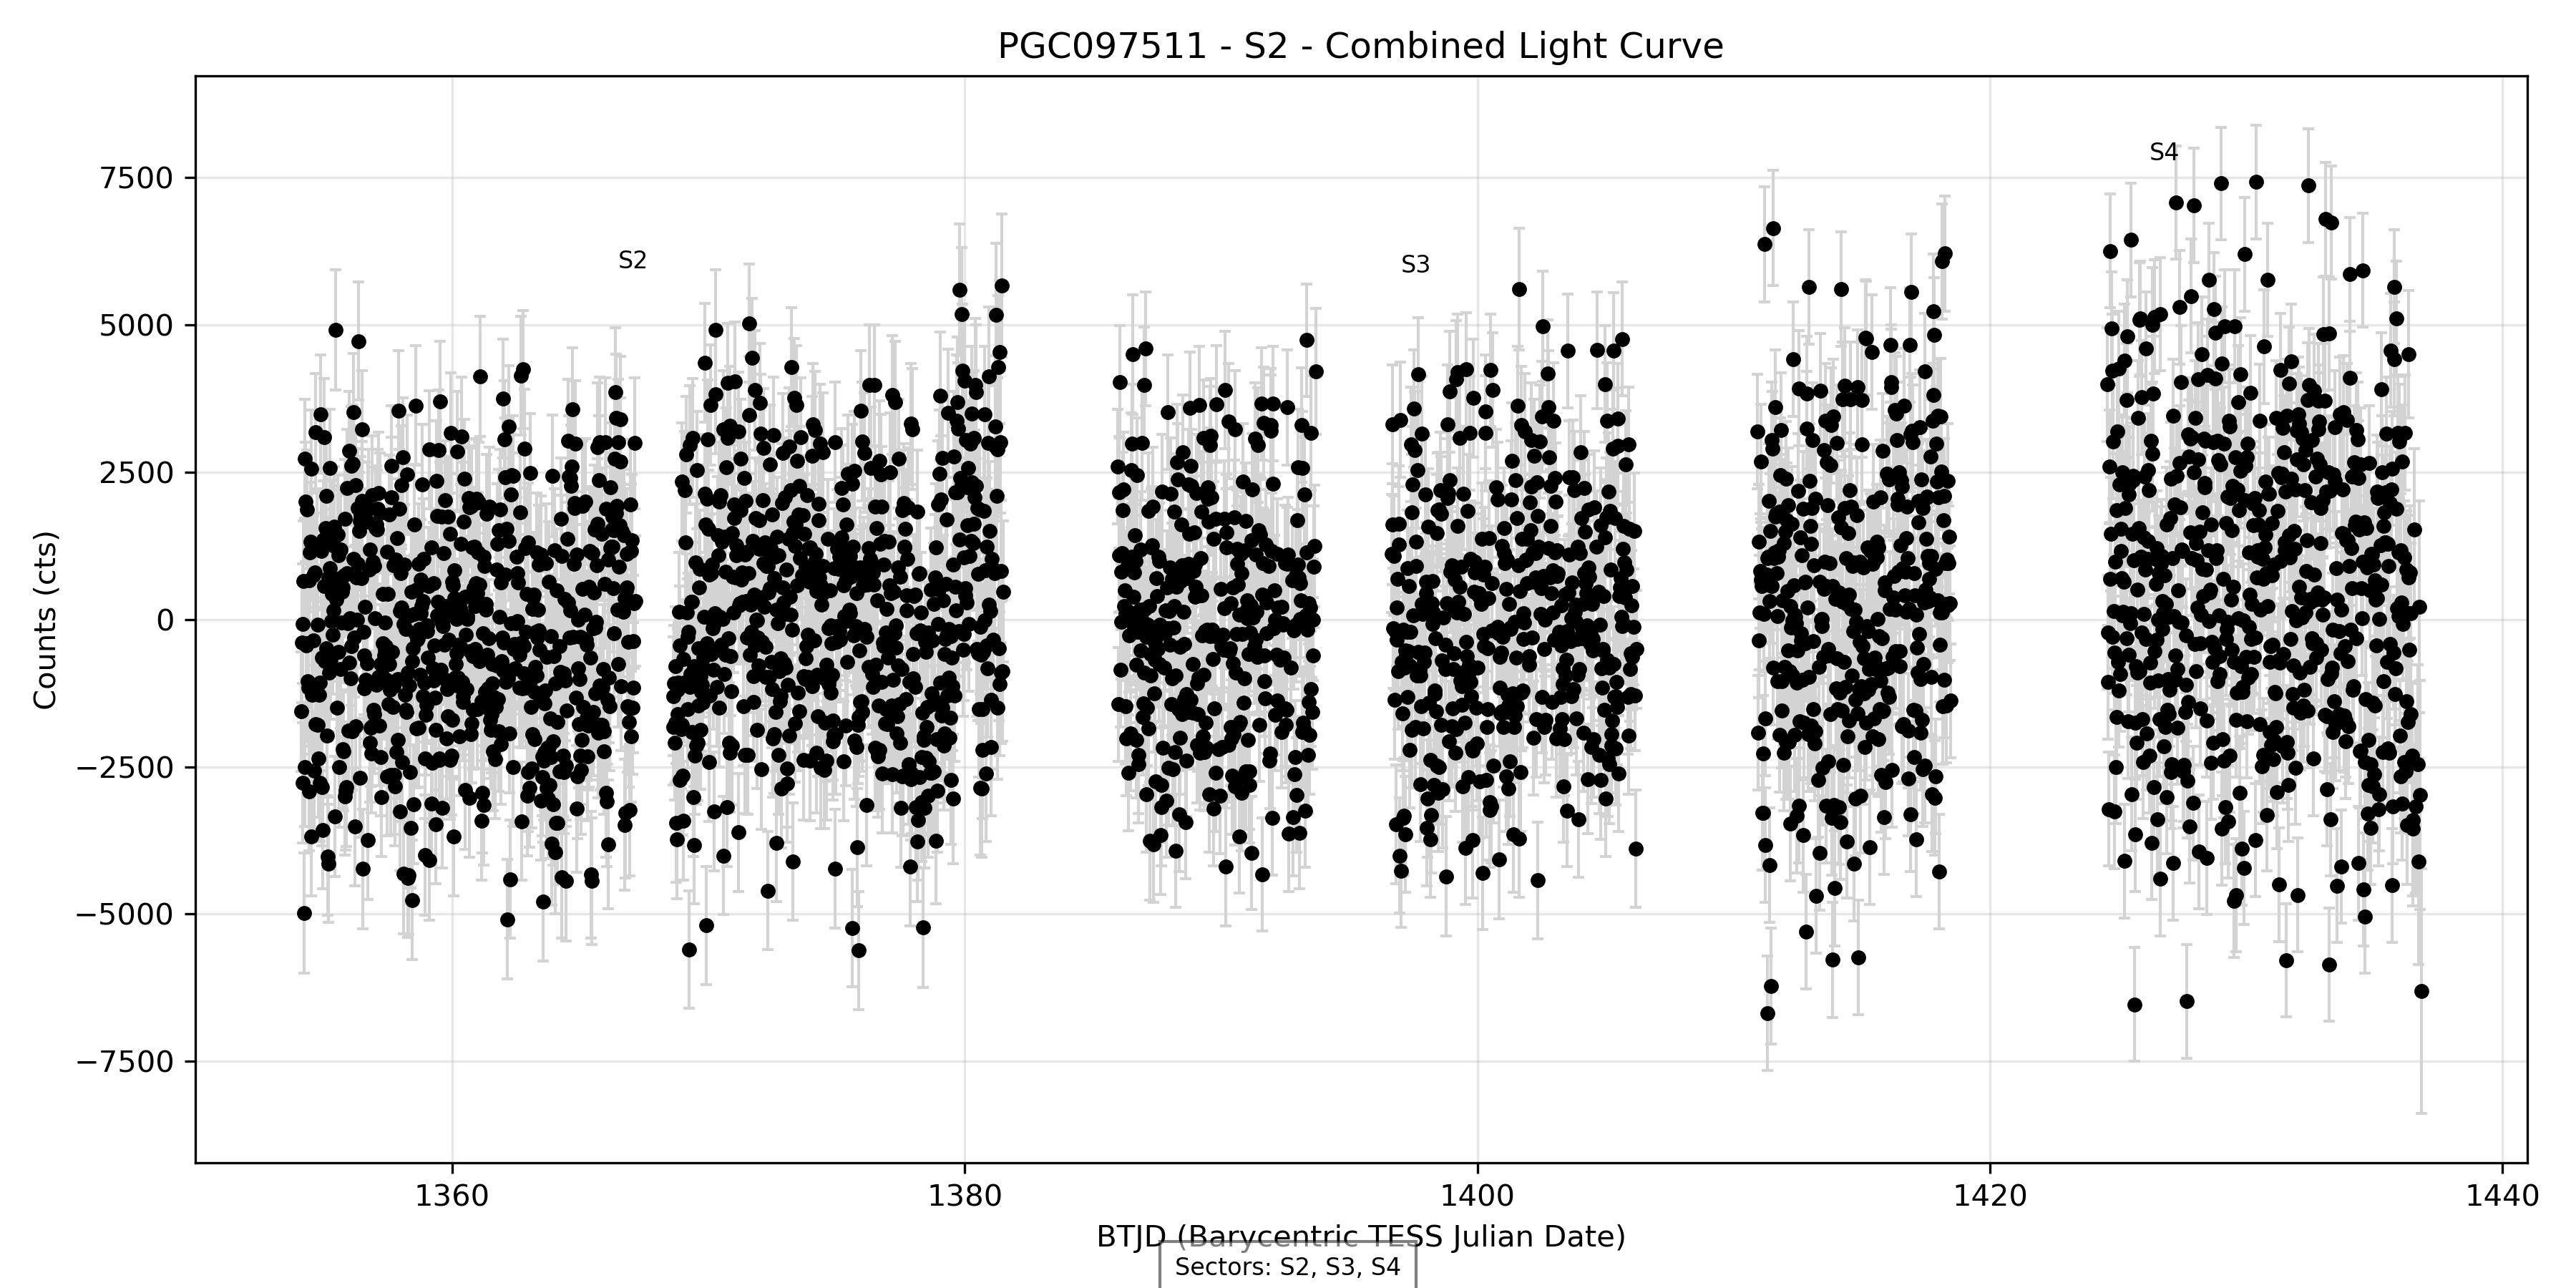 PGC097511 - S2 - Combined Light Curve
S4
S2
S3
7500
5000
2500
0
−2500
−5000
−7500
Counts (cts)
1360
1380
1400
1420
1440
BTJD (Barycentric TESS Julian Date)
Sectors: S2, S3, S4